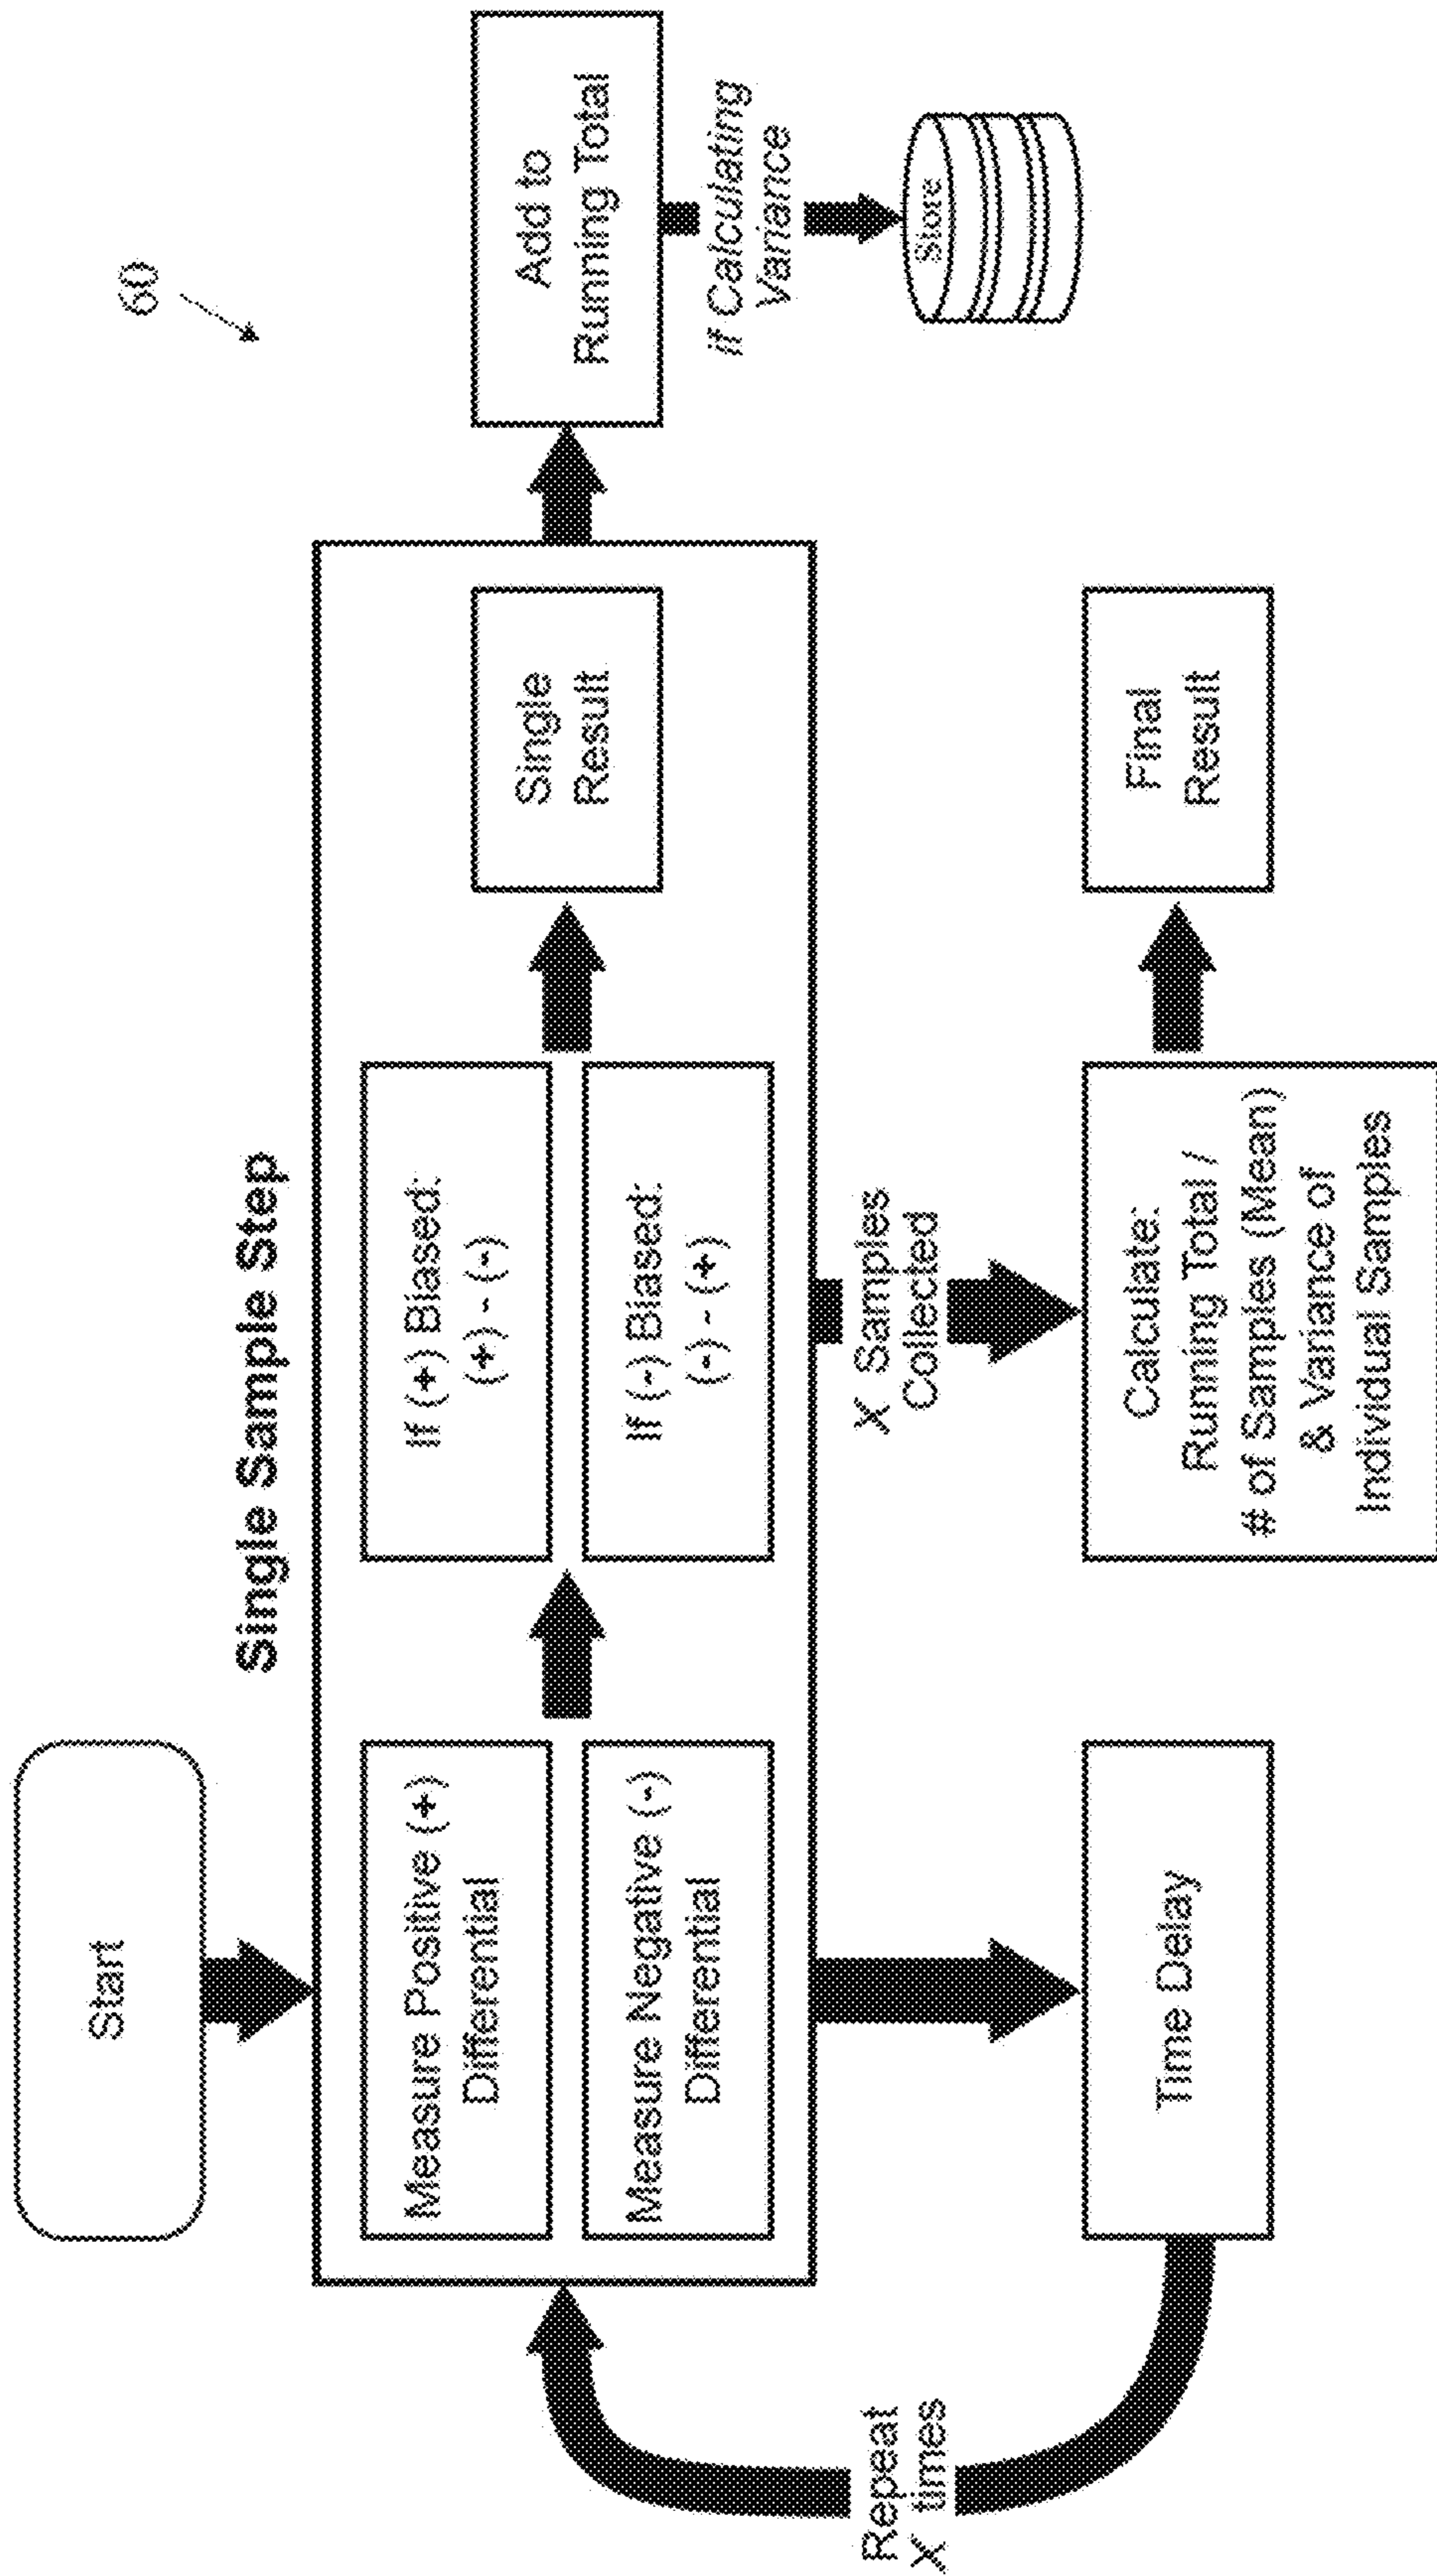 60
Start
Single Sample Step
Measure Positive (+)
Differential
Measure Negative (-)
Differential
If (+) Biased:
(+) - (-)
If (-) Biased:
(-) - (+)
Single
Result
Add to
Running Total
if Calculating
Variance
Store
Repeat
X times
Time Delay
X Samples
Collected
Calculate:
Running Total /
# of Samples (Mean)
& Variance of
Individual Samples
Final
Result